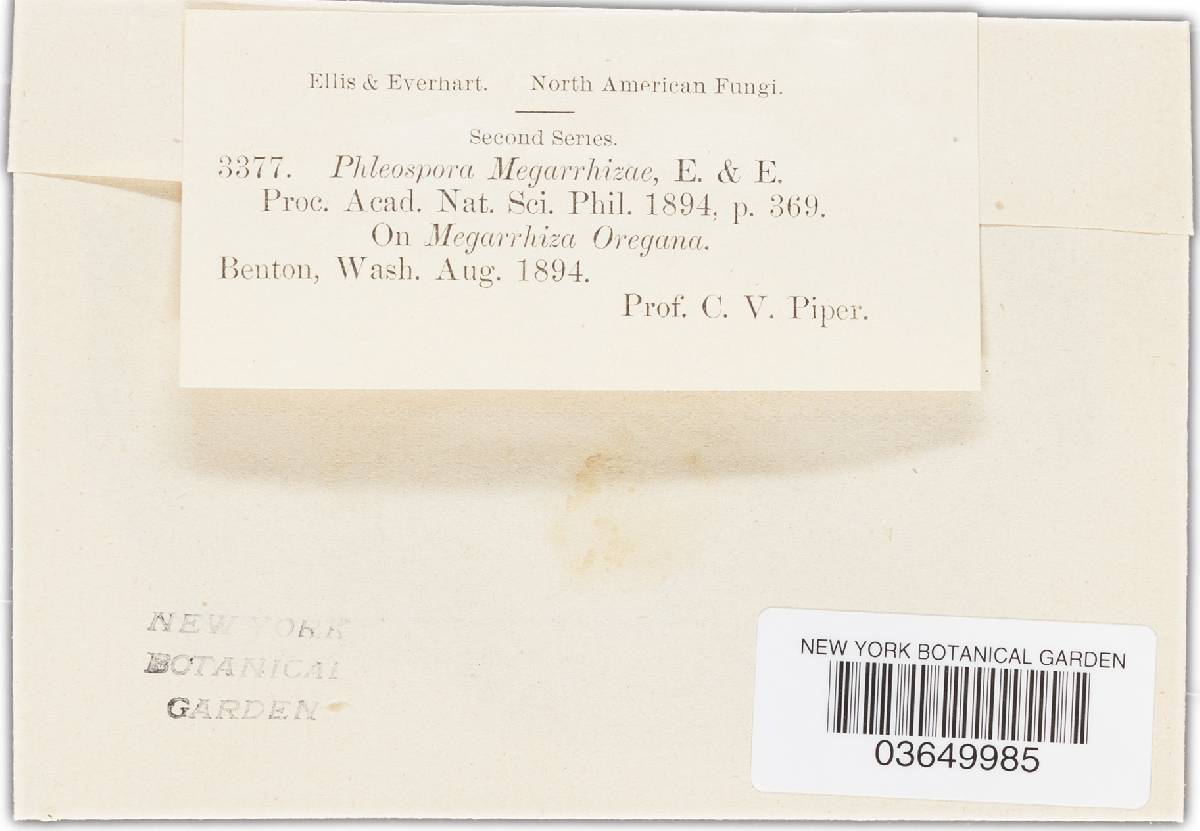 Ellis & Everhart. North American Fungi.
Second Series.
3377. Phleospora Megarrhizae, E. & E.
Proc. Acad. Nat. Sci. Phil. 1894, p. 369.
On Megarrhiza Oregana.
Benton, Wash. Aug. 1894.
Prof. C. V. Piper.
NEW YORK
BOTANICAL
GARDEN
NEW YORK BOTANICAL GARDEN
03649985